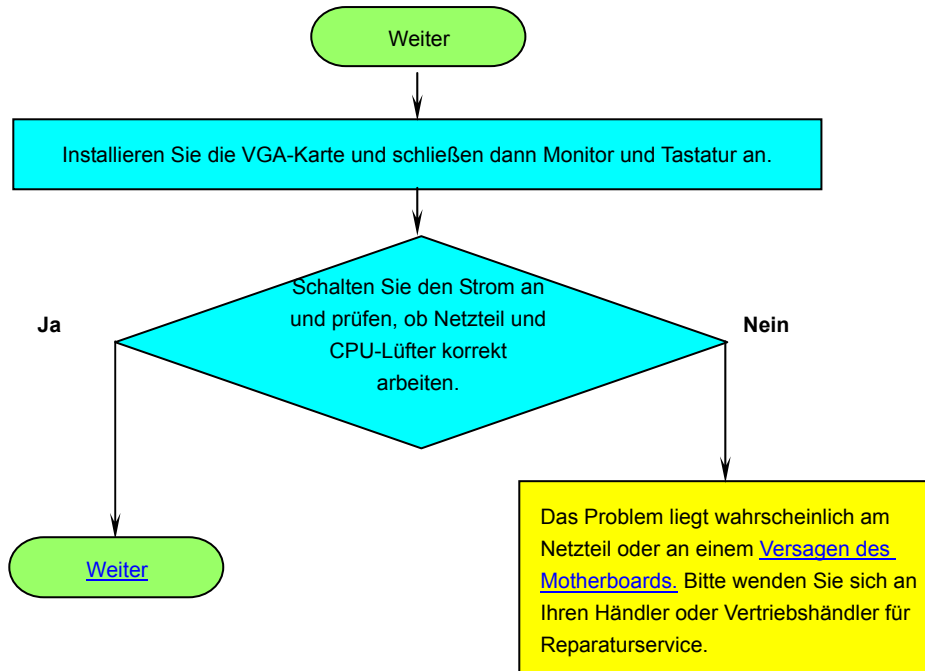 Weiter
Installieren Sie die VGA-Karte und schließen dann Monitor und Tastatur an.
Schalten Sie den Strom an
und prüfen, ob Netzteil und
CPU-Lüfter korrekt
arbeiten.
Ja
Nein
Weiter
Das Problem liegt wahrscheinlich am
Netzteil oder an einem Versagen des
Motherboards. Bitte wenden Sie sich an
Ihren Händler oder Vertriebshändler für
Reparaturservice.